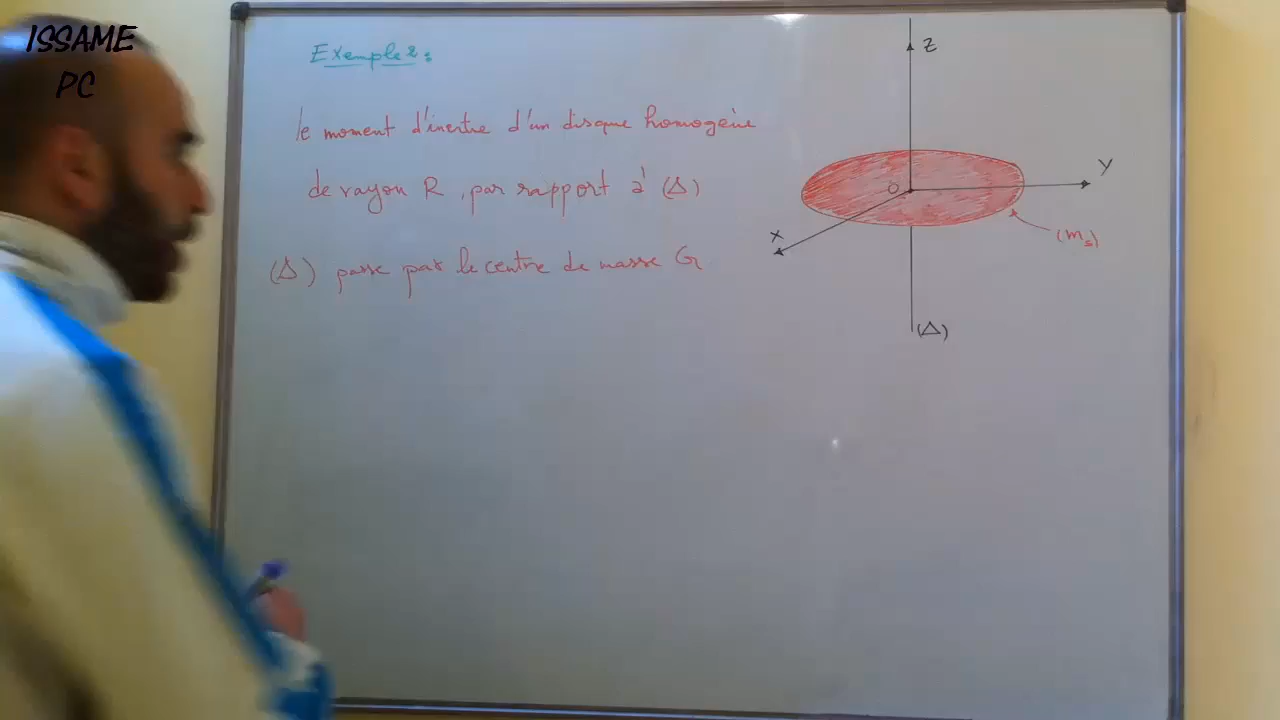 ISSAME
PC
Exemple 2:
le moment d'inertie d'un disque homogène
de rayon R, par rapport à (Δ)
(Δ) passe par le centre de masse G
Z
Y
O
X
(m_s)
(Δ)